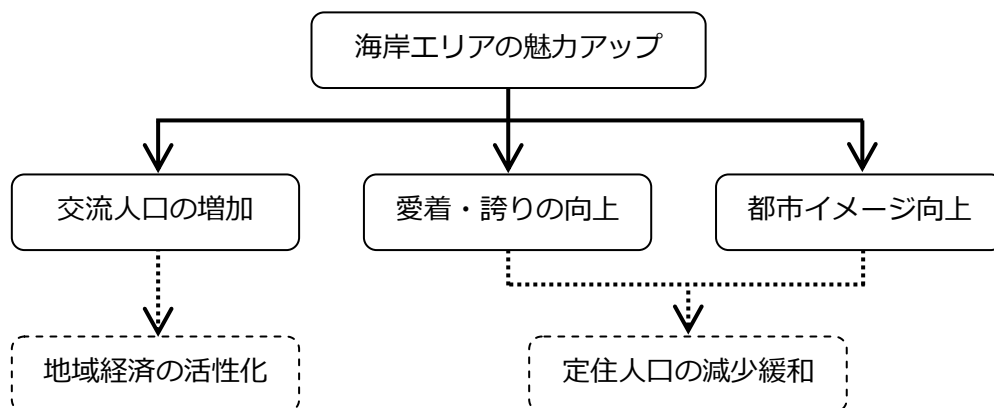 海岸エリアの魅力アップ
交流人口の増加
愛着・誇りの向上
都市イメージ向上
地域経済の活性化
定住人口の減少緩和